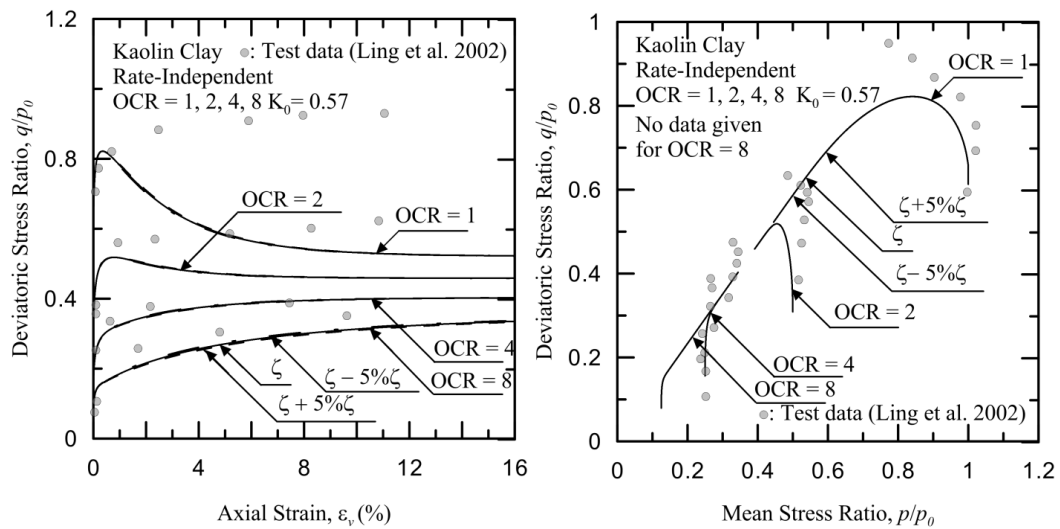 Kaolin Clay
: Test data (Ling et al. 2002)
Rate-Independent
OCR = 1, 2, 4, 8 K0 = 0.57
OCR = 2
OCR = 1
OCR = 4
OCR = 8
ζ
ζ − 5%ζ
ζ + 5%ζ
1.2
0.8
0.4
0
0
4
8
12
16
Deviatoric Stress Ratio, q/p0
Axial Strain, εv (%)
Kaolin Clay
Rate-Independent
OCR = 1, 2, 4, 8 K0 = 0.57
No data given
for OCR = 8
OCR = 1
ζ+5%ζ
ζ
ζ− 5%ζ
OCR = 2
OCR = 4
OCR = 8
: Test data (Ling et al. 2002)
1
0.8
0.6
0.4
0.2
0
0
0.2
0.4
0.6
0.8
1
1.2
Deviatoric Stress Ratio, q/p0
Mean Stress Ratio, p/p0